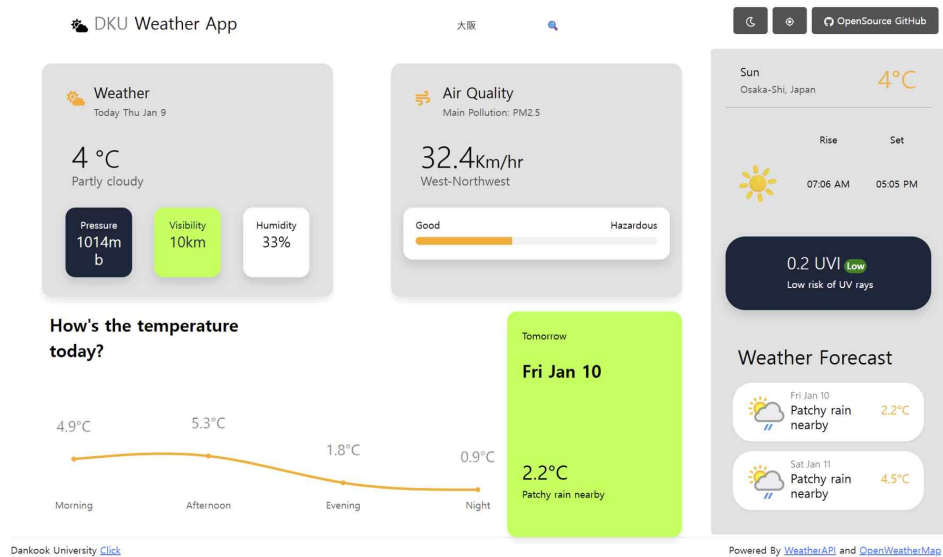 DKU Weather App
大阪
OpenSource GitHub
Weather
Today Thu Jan 9
4 °C
Partly cloudy
Pressure
1014m
b
Visibility
10km
Humidity
33%
Air Quality
Main Pollution: PM2.5
32.4Km/hr
West-Northwest
Good
Hazardous
Sun
Osaka-Shi, Japan
4°C
Rise
Set
07:06 AM
05:05 PM
0.2 UVI Low
Low risk of UV rays
How's the temperature
today?
4.9°C
5.3°C
1.8°C
0.9°C
Morning
Afternoon
Evening
Night
Tomorrow
Fri Jan 10
2.2°C
Patchy rain nearby
Weather Forecast
Fri Jan 10
Patchy rain
nearby
2.2°C
Sat Jan 11
Patchy rain
nearby
4.5°C
Dankook University Click
Powered By WeatherAPI and OpenWeatherMap